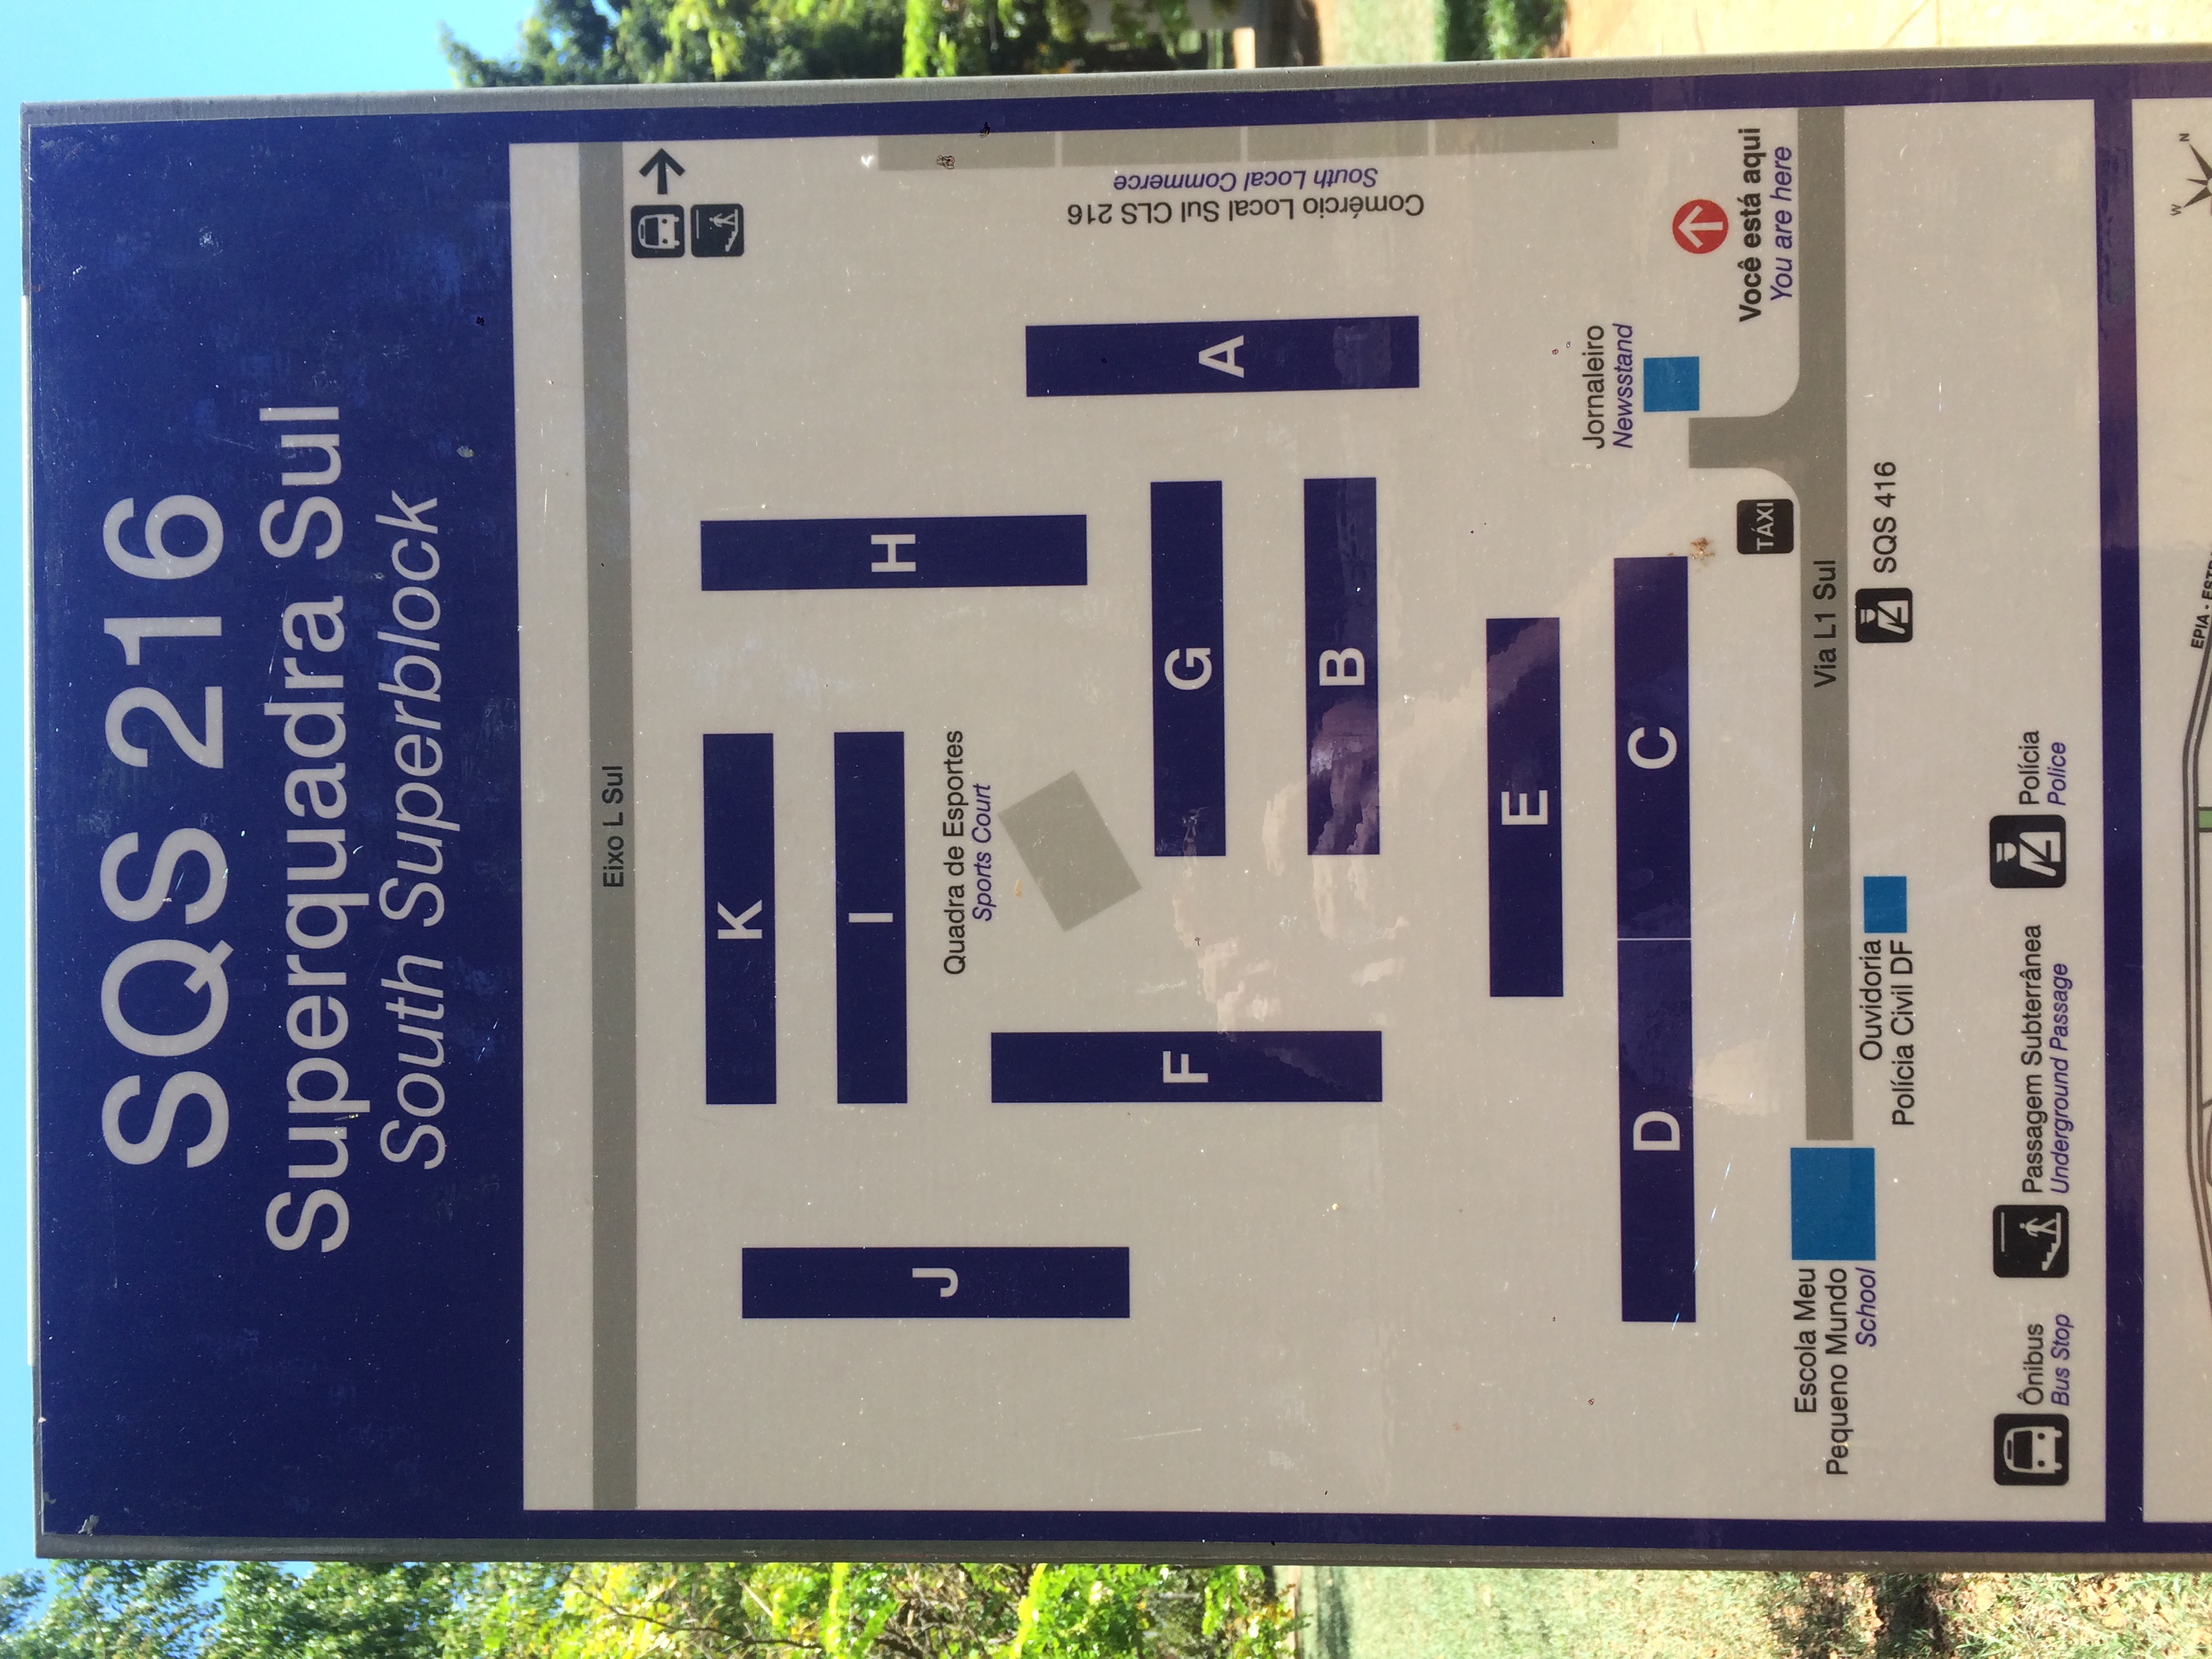 SQS 216
Superquadra Sul
South Superblock
Eixo L Sul
K
J
I
H
Quadra de Esportes
Sports Court
F
G
A
B
Comércio Local Sul CLS 216
South Local Commerce
E
D
C
Jornaleiro
Newsstand
TÁXI
Você está aqui
You are here
Via L1 Sul
Escola Meu
Pequeno Mundo
School
Ouvidoria
Polícia Civil DF
SQS 416
Ônibus
Bus Stop
Passagem Subterrânea
Underground Passage
Polícia
Police
W
N
EPIA -